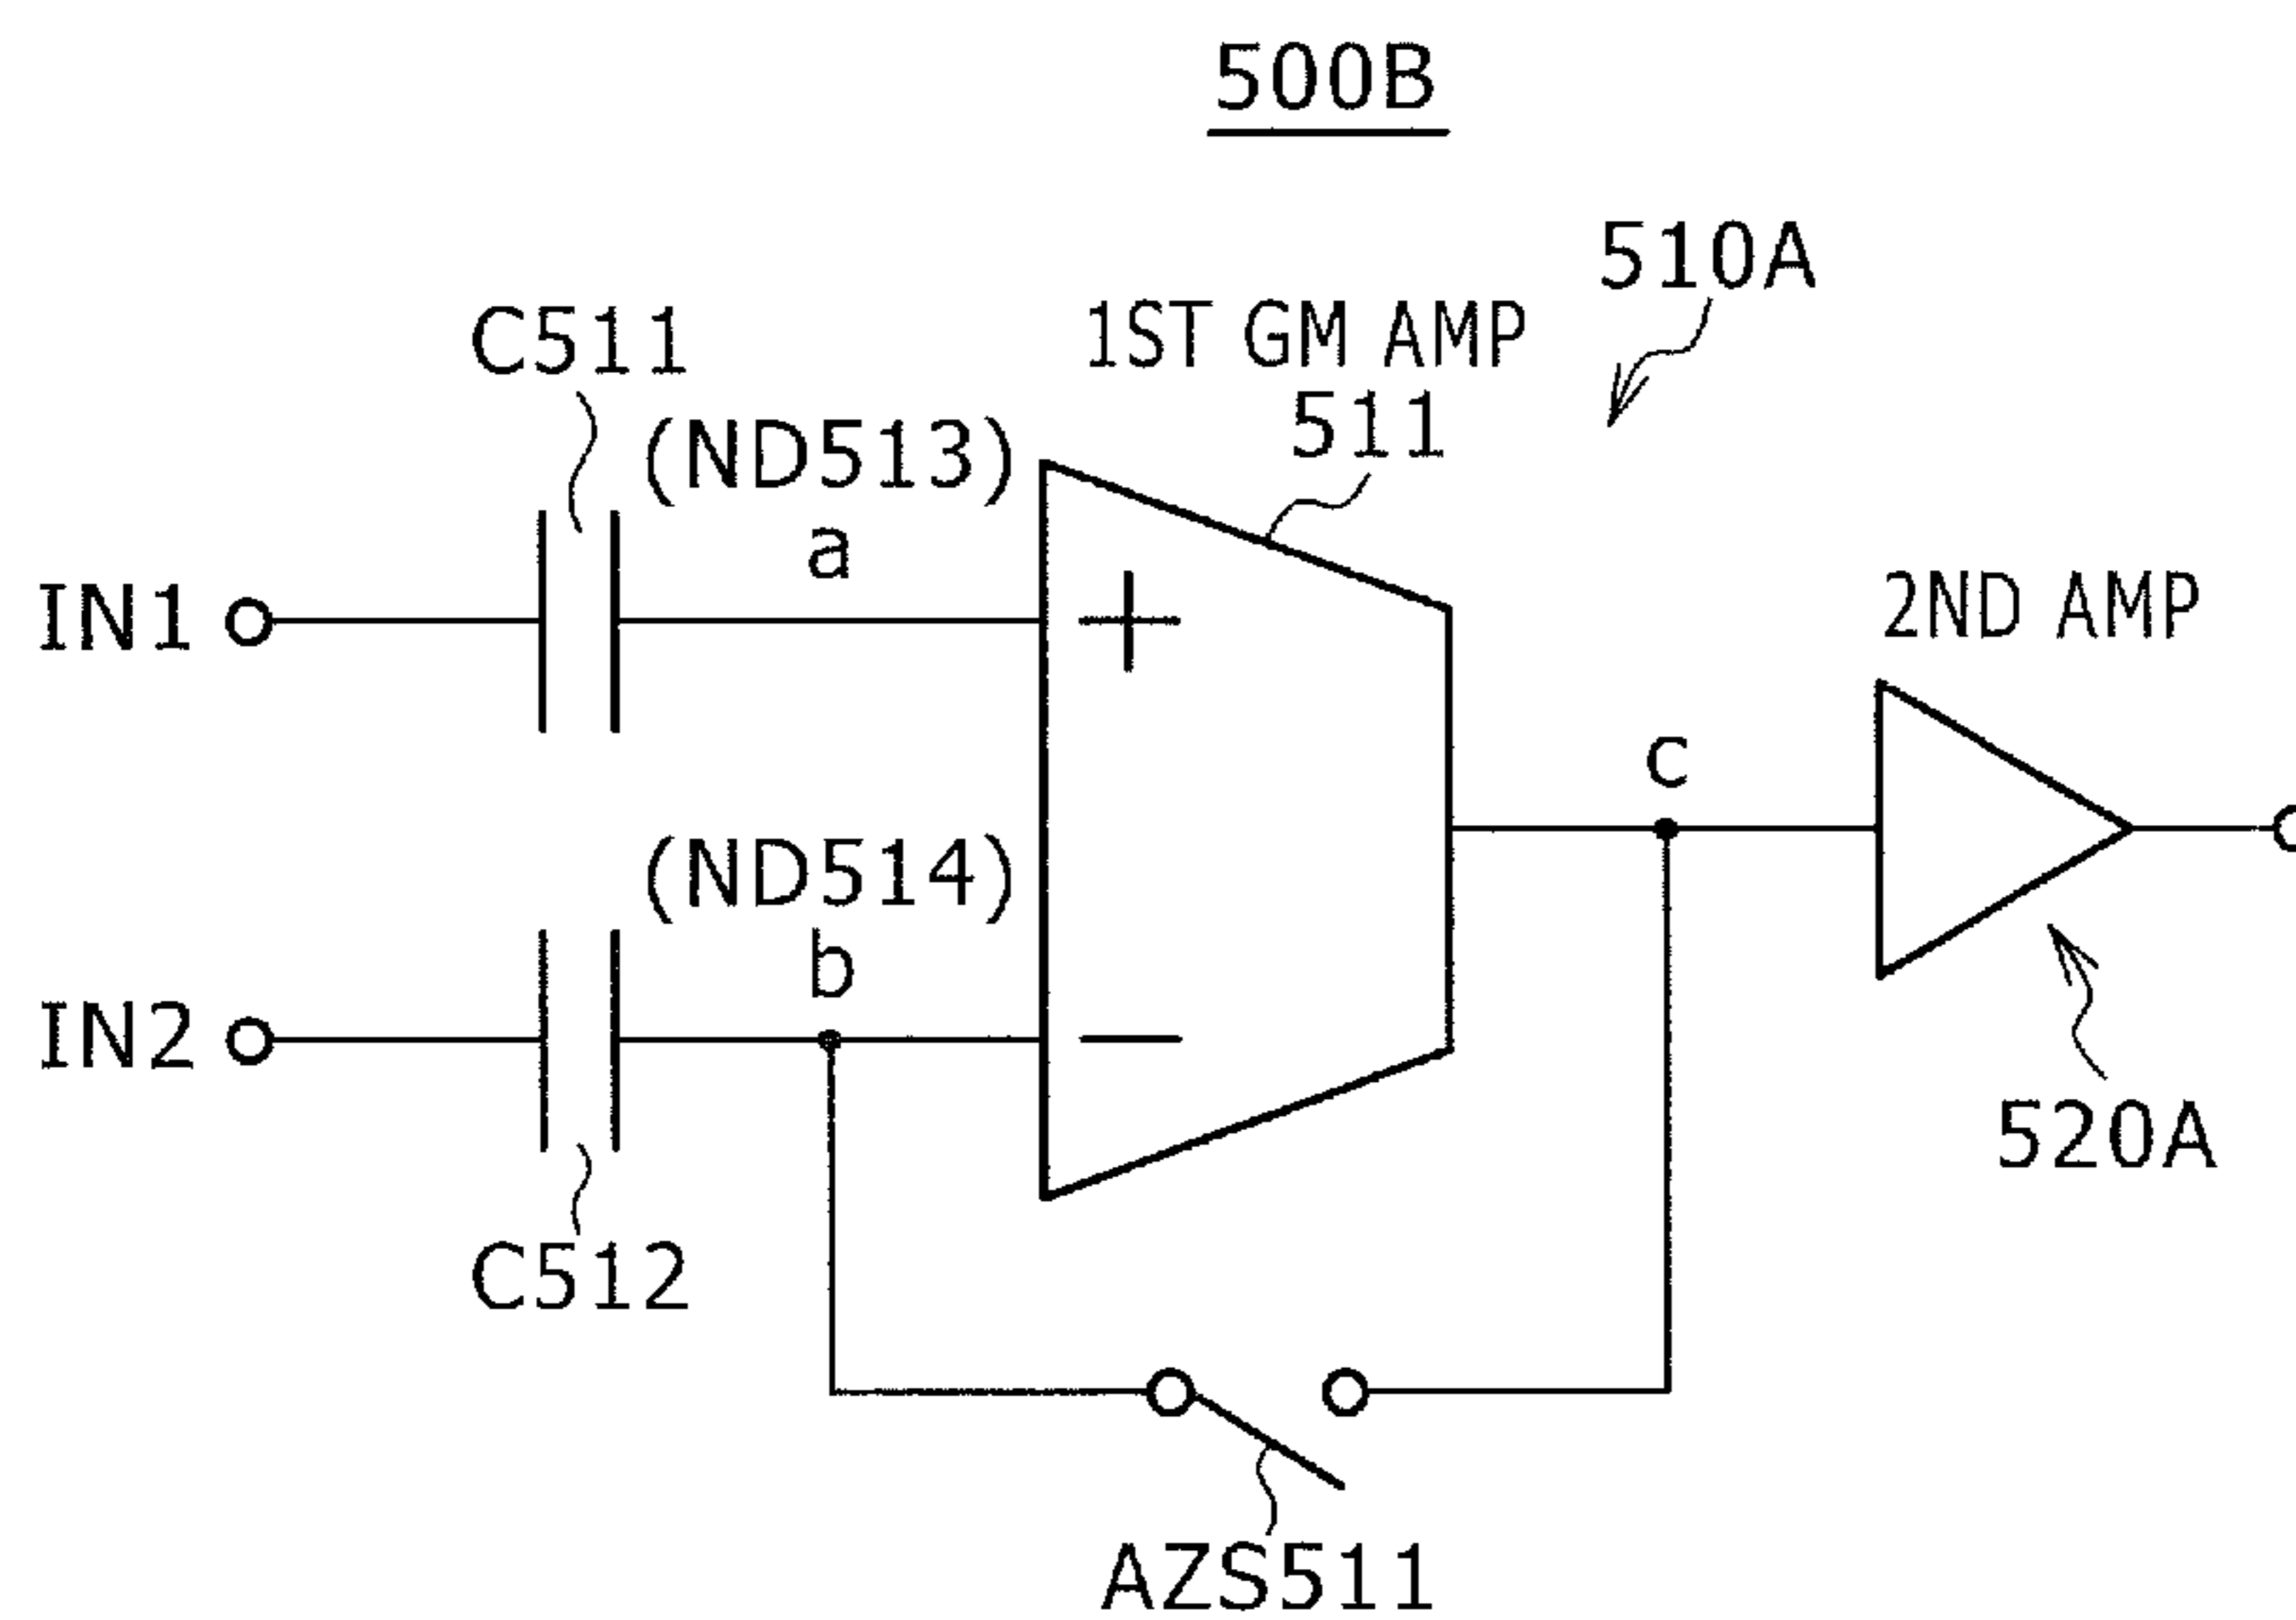 500B
510A
C511
1ST GM AMP
511
(ND513)
a
+
IN1
2ND AMP
c
(ND514)
b
−
IN2
520A
C512
AZS511